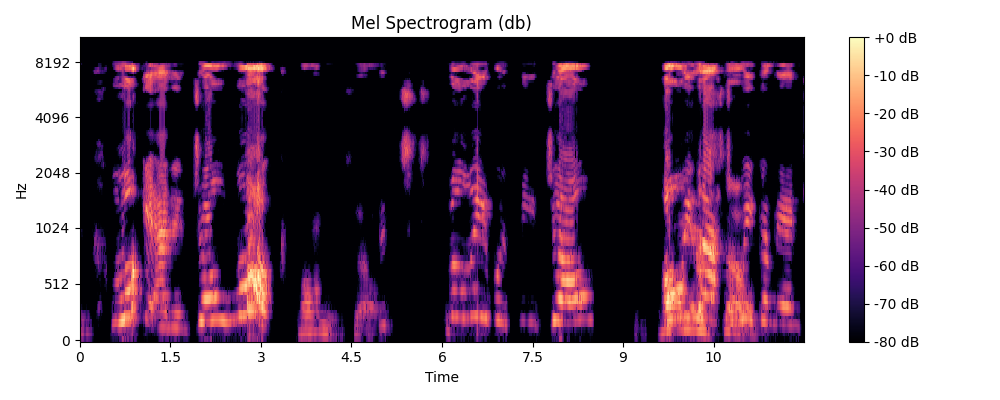 Mel Spectrogram (db)
8192
4096
2048
1024
512
0
Hz
0 1.5 3 4.5 6 7.5 9 10
Time
+0 dB
-10 dB
-20 dB
-30 dB
-40 dB
-50 dB
-60 dB
-70 dB
-80 dB